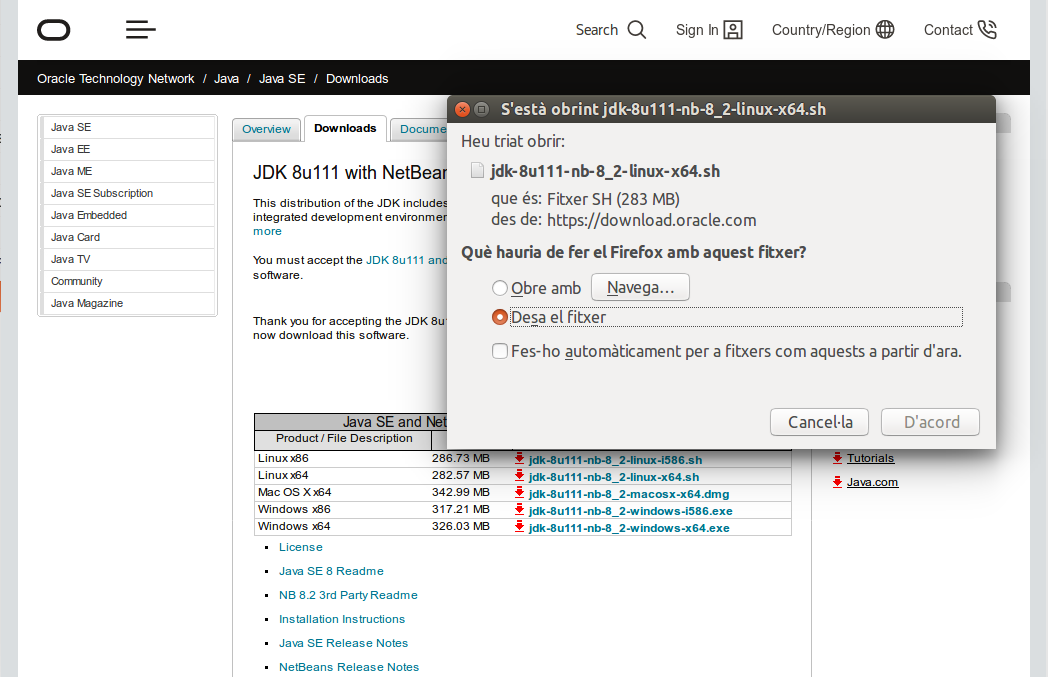 Search
Sign In
Country/Region
Contact
Oracle Technology Network / Java / Java SE / Downloads
Java SE
Java EE
Java ME
Java SE Subscription
Java Embedded
Java Card
Java TV
Community
Java Magazine
Overview
Downloads
Docume
JDK 8u111 with NetBean
This distribution of the JDK includes
integrated development environmen
more
You must accept the JDK 8u111 and
software.
Thank you for accepting the JDK 8u
now download this software.
S'està obrint jdk-8u111-nb-8_2-linux-x64.sh
Heu triat obrir:
jdk-8u111-nb-8_2-linux-x64.sh
que és: Fitxer SH (283 MB)
des de: https://download.oracle.com
Què hauria de fer el Firefox amb aquest fitxer?
Obre amb
Navega...
Desa el fitxer
Fes-ho automàticament per a fitxers com aquests a partir d'ara.
Cancel·la
D'acord
Java SE and Net
Product / File Description
Linux x86 286.73 MB jdk-8u111-nb-8_2-linux-i586.sh
Linux x64 282.57 MB jdk-8u111-nb-8_2-linux-x64.sh
Mac OS X x64 342.99 MB jdk-8u111-nb-8_2-macosx-x64.dmg
Windows x86 317.21 MB jdk-8u111-nb-8_2-windows-i586.exe
Windows x64 326.03 MB jdk-8u111-nb-8_2-windows-x64.exe
License
Java SE 8 Readme
NB 8.2 3rd Party Readme
Installation Instructions
Java SE Release Notes
NetBeans Release Notes
Tutorials
Java.com